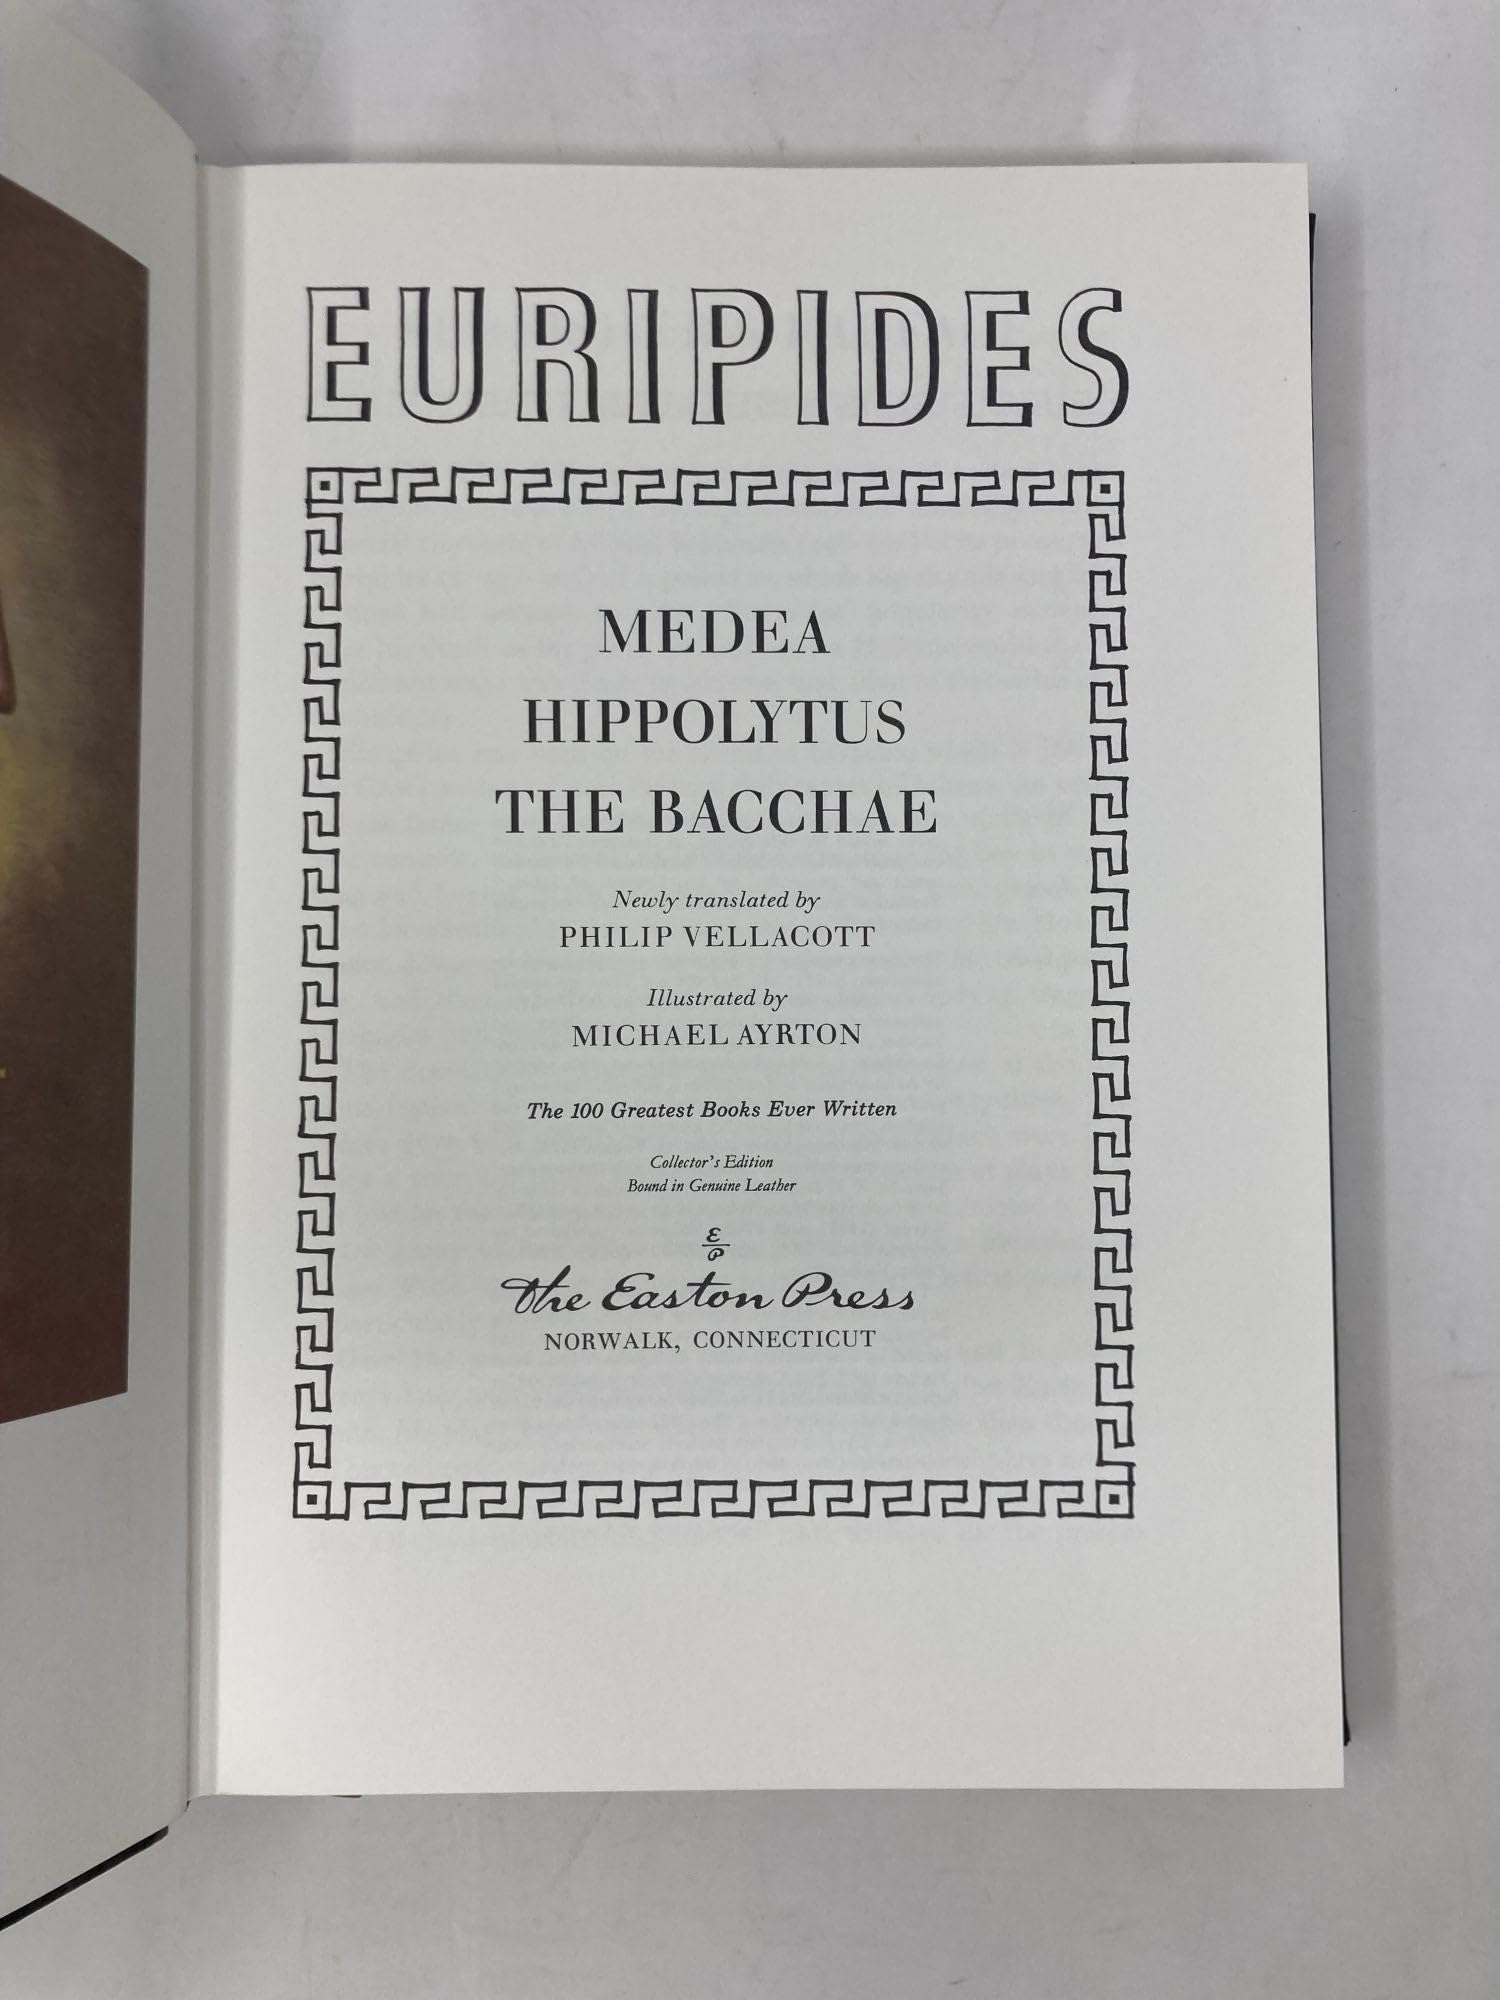 EURIPIDES
MEDEA
HIPPOLYTUS
THE BACCHAE
Newly translated by
PHILIP VELLACOTT
Illustrated by
MICHAEL AYRTON
The 100 Greatest Books Ever Written
Collector's Edition
Bound in Genuine Leather
E
P
The Easton Press
NORWALK, CONNECTICUT